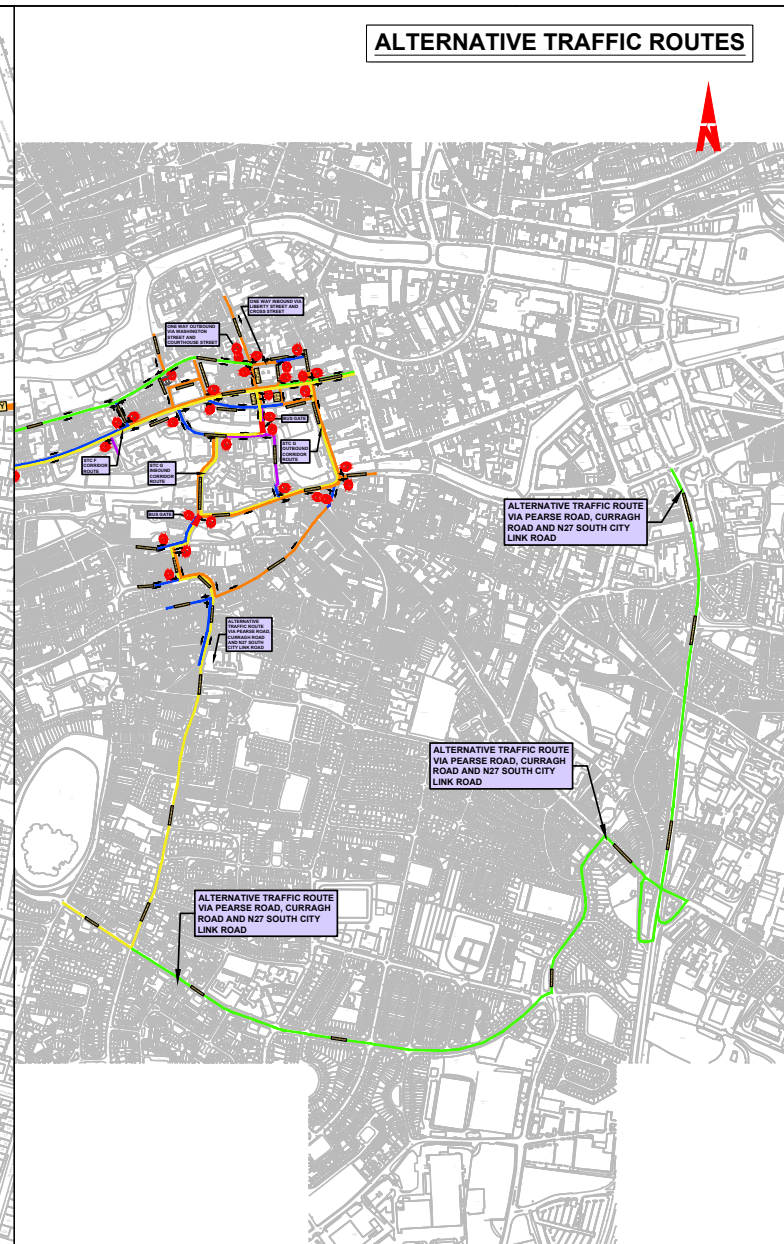 ALTERNATIVE TRAFFIC ROUTES
N
ONE WAY INBOUND VIA
LIBERTY STREET AND
CROSS STREET
ONE WAY OUTBOUND
VIA WASHINGTON
STREET AND
COURTHOUSE STREET
BUS GATE
STC F
CORRIDOR
ROUTE
STC G
INBOUND
CORRIDOR
ROUTE
STC G
OUTBOUND
CORRIDOR
ROUTE
BUS GATE
ALTERNATIVE TRAFFIC ROUTE
VIA PEARSE ROAD, CURRAGH
ROAD AND N27 SOUTH CITY
LINK ROAD
ALTERNATIVE
TRAFFIC ROUTE
VIA PEARSE ROAD,
CURRAGH ROAD
AND N27 SOUTH
CITY LINK ROAD
ALTERNATIVE TRAFFIC ROUTE
VIA PEARSE ROAD, CURRAGH
ROAD AND N27 SOUTH CITY
LINK ROAD
ALTERNATIVE TRAFFIC ROUTE
VIA PEARSE ROAD, CURRAGH
ROAD AND N27 SOUTH CITY
LINK ROAD